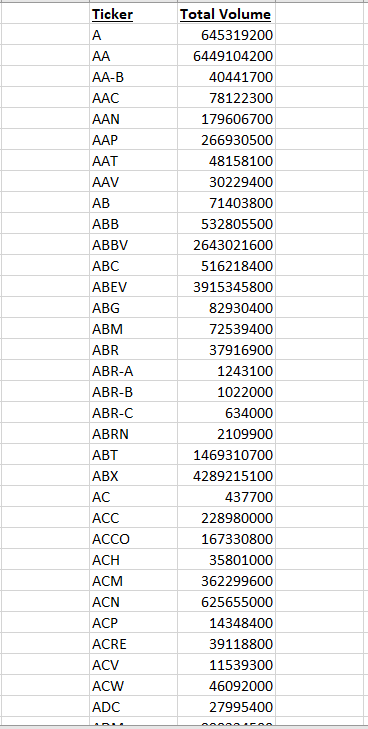 Ticker Total Volume
A 645319200
AA 6449104200
AA-B 40441700
AAC 78122300
AAN 179606700
AAP 266930500
AAT 48158100
AAV 30229400
AB 71403800
ABB 532805500
ABBV 2643021600
ABC 516218400
ABEV 3915345800
ABG 82930400
ABM 72539400
ABR 37916900
ABR-A 1243100
ABR-B 1022000
ABR-C 634000
ABRN 2109900
ABT 1469310700
ABX 4289215100
AC 437700
ACC 228980000
ACCO 167330800
ACH 35801000
ACM 362299600
ACN 625655000
ACP 14348400
ACRE 39118800
ACV 11539300
ACW 46092000
ADC 27995400